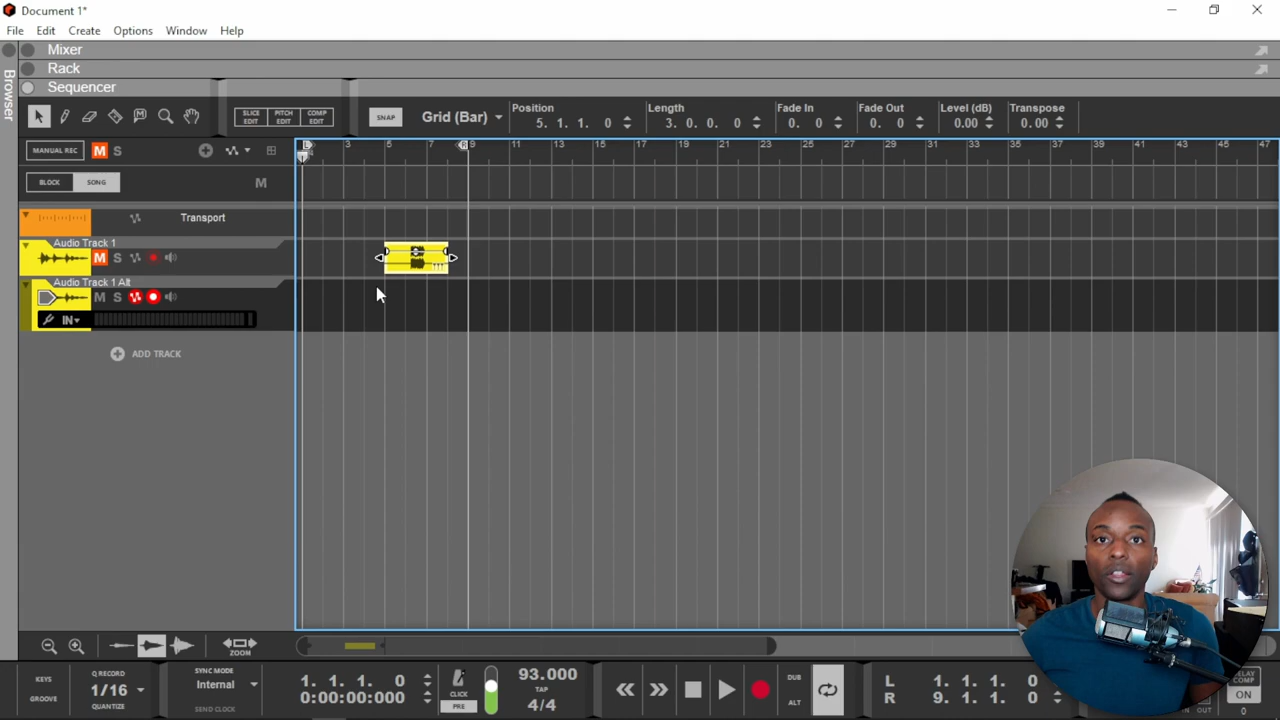 Document 1*
File Edit Create Options Window Help
Mixer
Rack
Sequencer
Browser
SLICE EDIT PITCH EDIT COMP EDIT
SNAP Grid (Bar)
Position 5. 1. 1. 0
Length 3. 0. 0. 0
Fade In 0. 0
Fade Out 0. 0
Level (dB) 0.00
Transpose 0.00
MANUAL REC M S
L 3 5 7 R 9 11 13 15 17 19 21 23 25 27 29 31 33 35 37 39 41 43 45 47
BLOCK SONG M
Transport
Audio Track 1
M S
Audio Track 1 Alt
M S
IN
ADD TRACK
ZOOM
KEYS
GROOVE
Q RECORD
1/16
QUANTIZE
SYNC MODE
Internal
SEND CLOCK
1. 1. 1. 0
0:00:00:000
CLICK
PRE
93.000
TAP
4/4
DUB
ALT
L 1. 1. 1. 0
R 9. 1. 1. 0
DELAY
COMP
ON
0